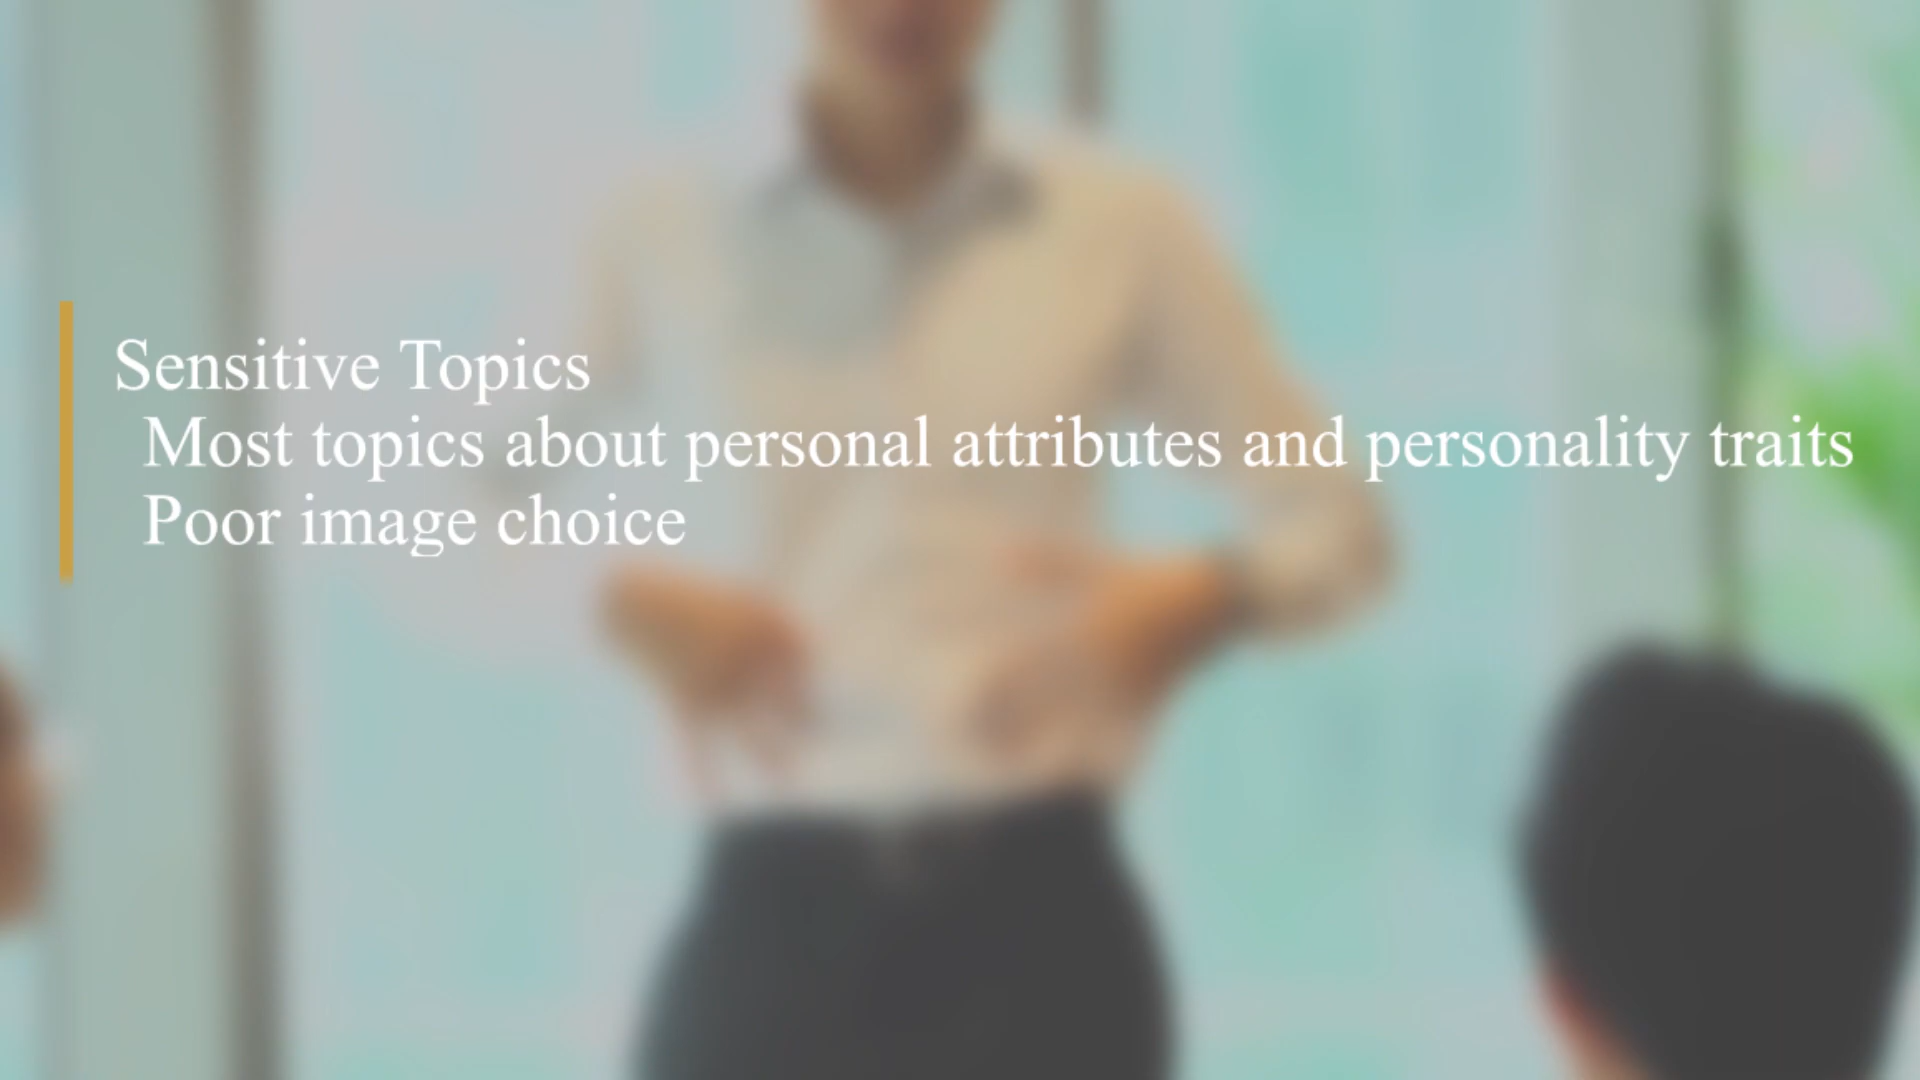 Sensitive Topics
Most topics about personal attributes and personality traits
Poor image choice